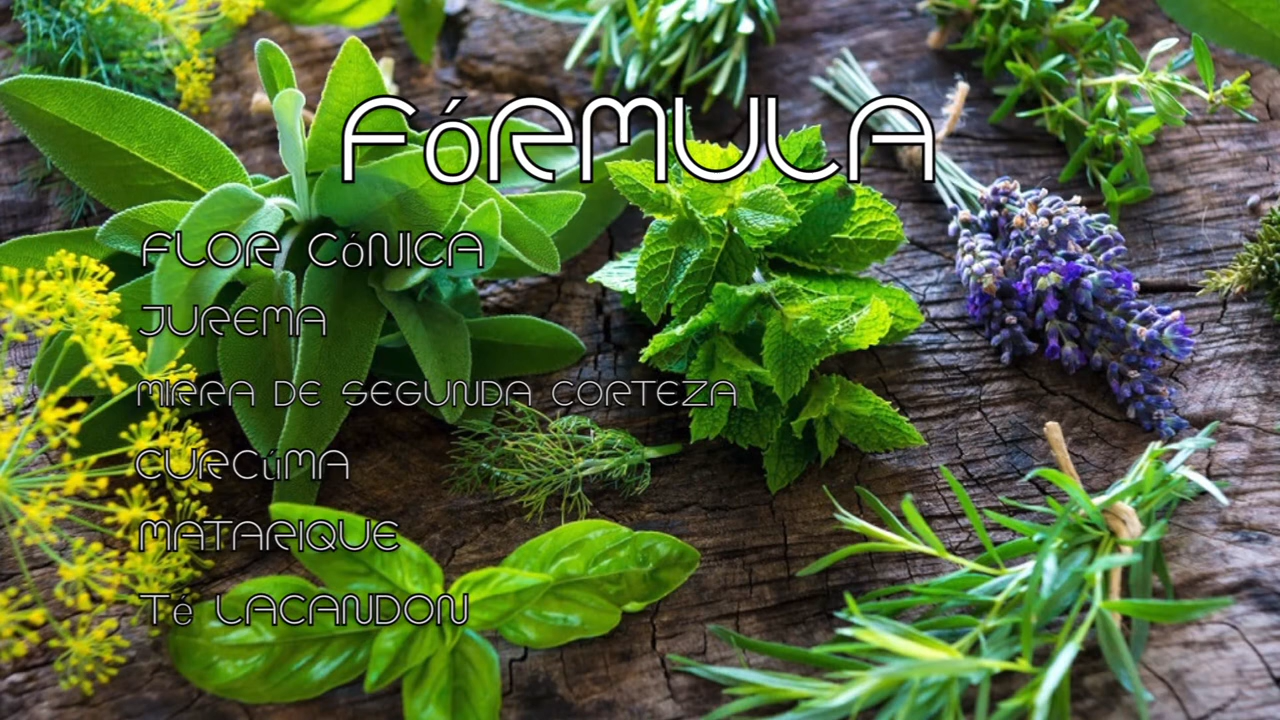 FÓRMULA
FLOR CÓNICA
JUREMA
MIRRA DE SEGUNDA CORTEZA
CURCÚMA
MATARIQUE
TÉ LACANDON